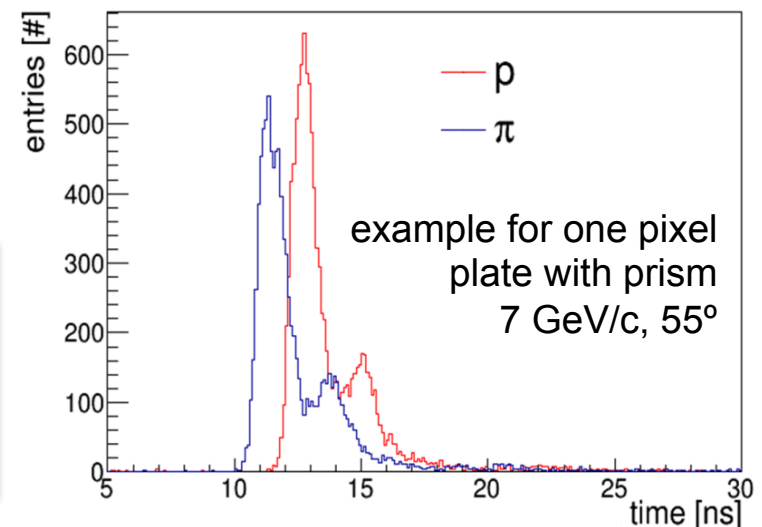 entries [#]
600
500
400
300
200
100
0
p
π
example for one pixel
plate with prism
7 GeV/c, 55º
5 10 15 20 25 30
time [ns]